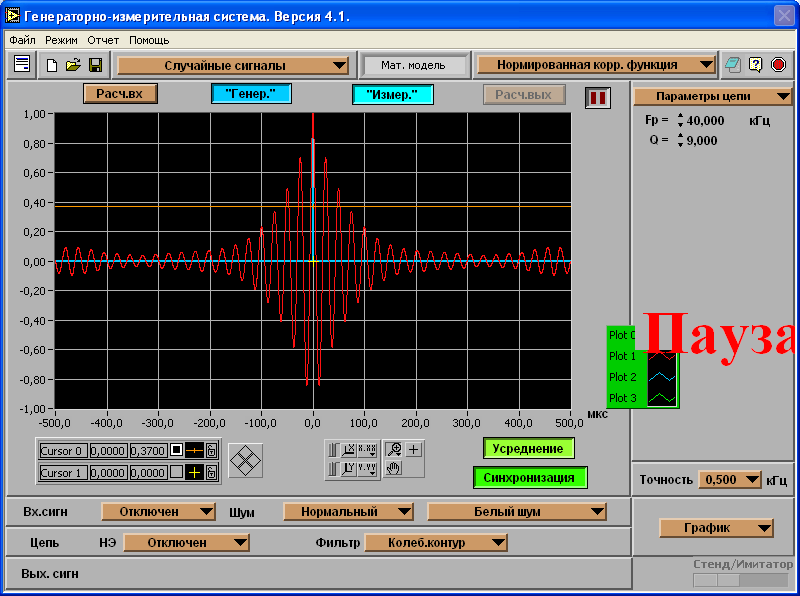 Генераторно-измерительная система. Версия 4.1.
Файл Режим Отчет Помощь
Случайные сигналы Мат. модель Нормированная корр. функция
Расч.вх "Генер." "Измер." Расч.вых Параметры цепи
Fp = 40,000 кГц
Q = 9,000
1,00
0,80
0,60
0,40
0,20
0,00
-0,20
-0,40
-0,60
-0,80
-1,00
-500,0 -400,0 -300,0 -200,0 -100,0 0,0 100,0 200,0 300,0 400,0 500,0 мкс
Пауза
Plot 0
Plot 1
Plot 2
Plot 3
Cursor 0 0,0000 0,3700
Cursor 1 0,0000 0,0000
X.XX
Y.YY
Усреднение
Синхронизация
Точность 0,500 кГц
Вх.сигн Отключен Шум Нормальный Белый шум
График
Цепь НЭ Отключен Фильтр Колеб.контур
Стенд/Имитатор
Вых. сигн